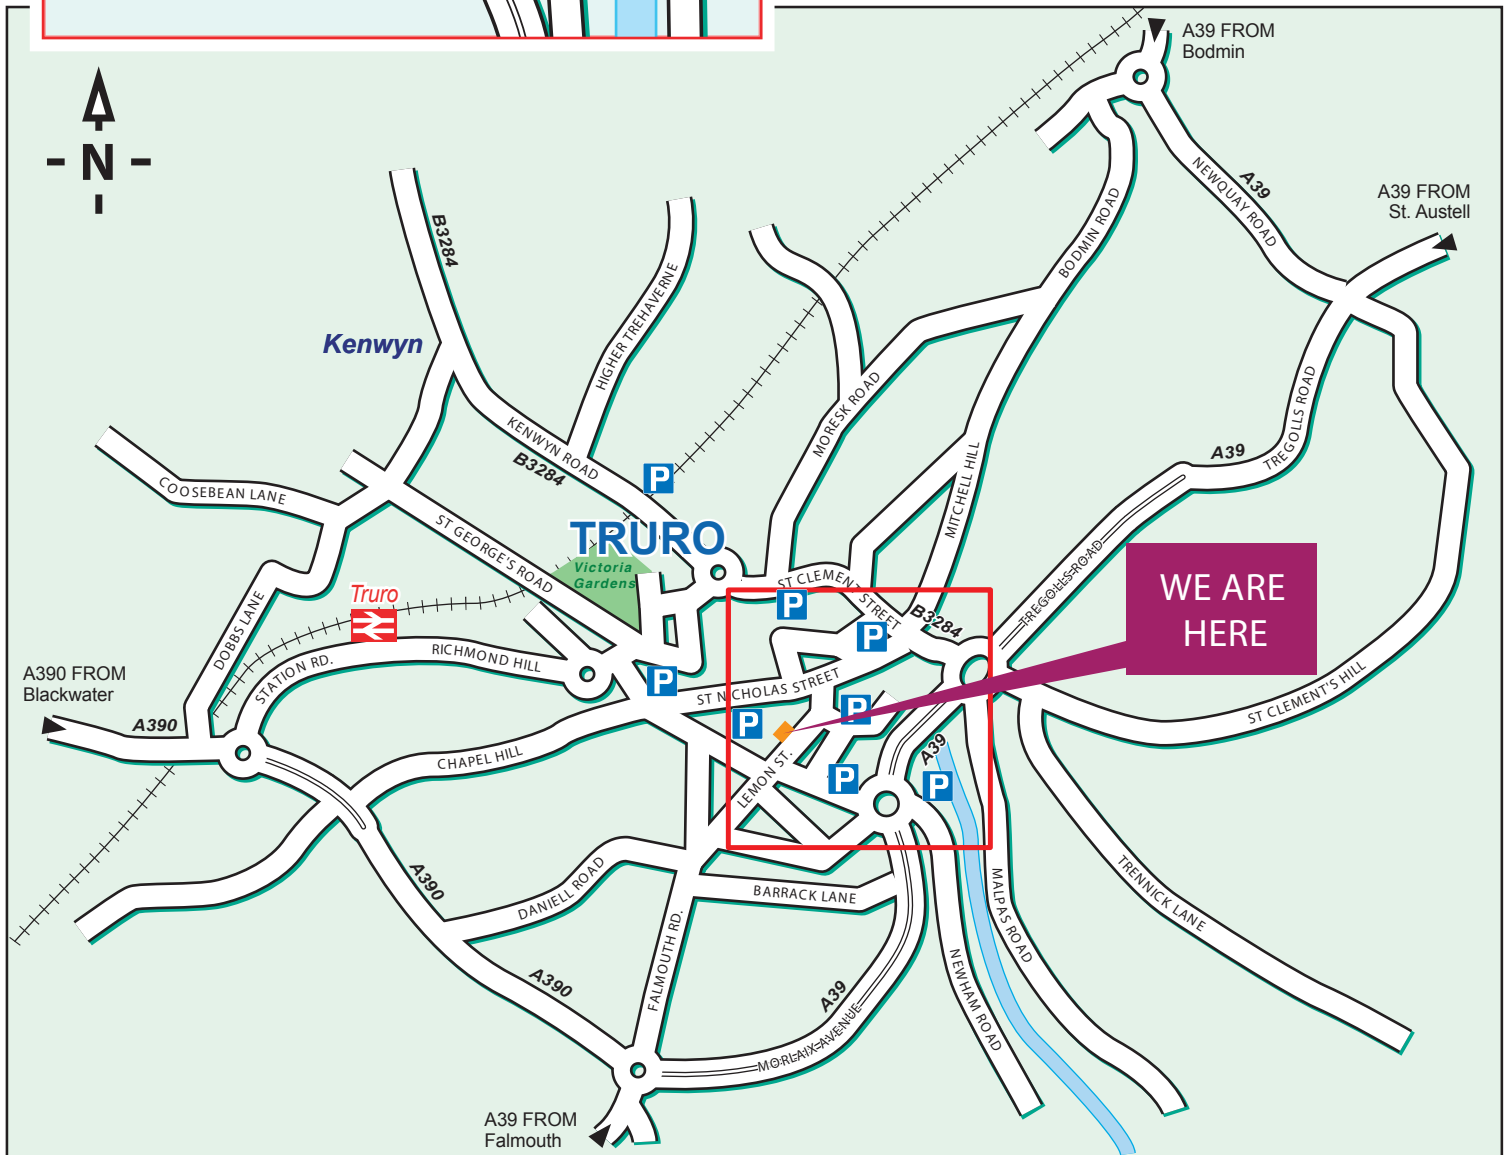 A39 FROM
Bodmin
N
NEWQUAY ROAD
A39
A39 FROM
St. Austell
B3284
BODMIN ROAD
HIGHER TREHAVERNE
Kenwyn
MORESK ROAD
TREGOLLS ROAD
A39
KENWYN ROAD
B3284
P
COOSEBEAN LANE
MITCHELL HILL
ST GEORGE'S ROAD
TRURO
Victoria
Gardens
ST CLEMENT STREET
TREGOLLS ROAD
WE ARE
HERE
Truro
P
B3284
P
DOBBS LANE
RICHMOND HILL
STATION RD.
A390 FROM
Blackwater
P
ST NICHOLAS STREET
ST CLEMENT'S HILL
A390
P
P
CHAPEL HILL
LEMON ST.
A39
P
P
A390
DANIELL ROAD
BARRACK LANE
MALPAS ROAD
TRENNICK LANE
FALMOUTH RD.
A390
A39
NEWHAM ROAD
MORLAIX AVENUE
A39 FROM
Falmouth